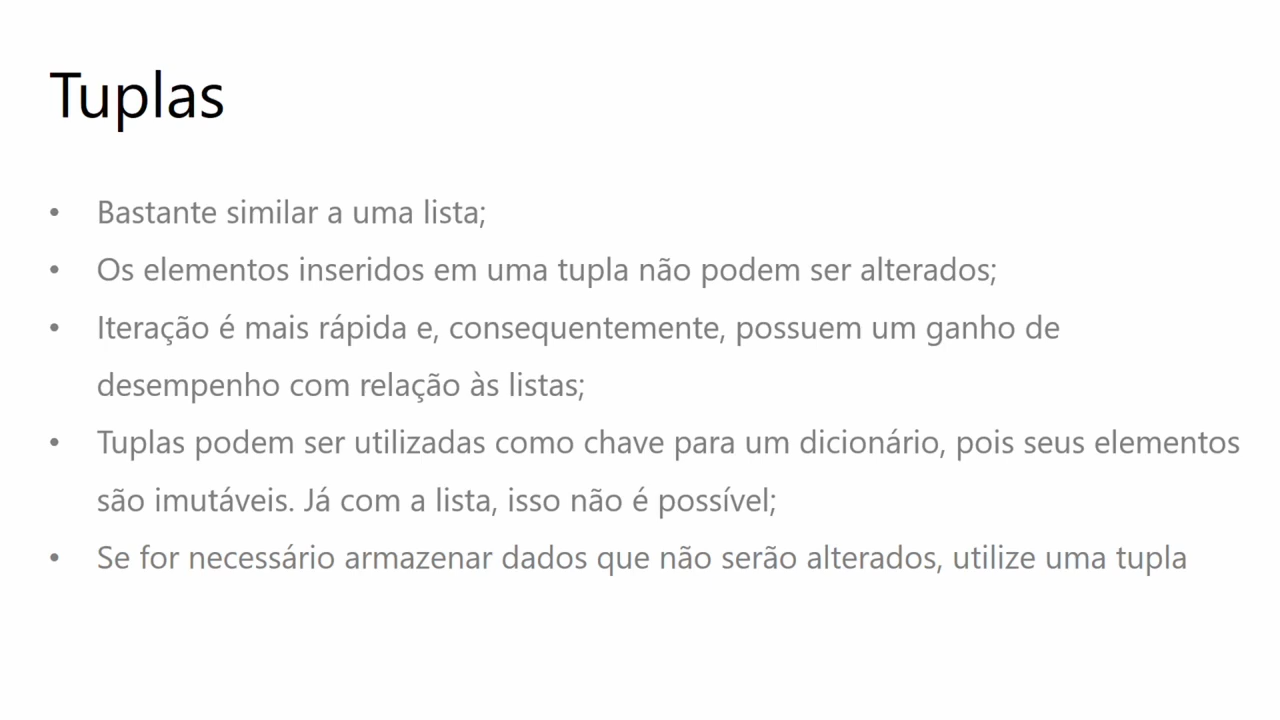 Tuplas
• Bastante similar a uma lista;
• Os elementos inseridos em uma tupla não podem ser alterados;
• Iteração é mais rápida e, consequentemente, possuem um ganho de
desempenho com relação às listas;
• Tuplas podem ser utilizadas como chave para um dicionário, pois seus elementos
são imutáveis. Já com a lista, isso não é possível;
• Se for necessário armazenar dados que não serão alterados, utilize uma tupla